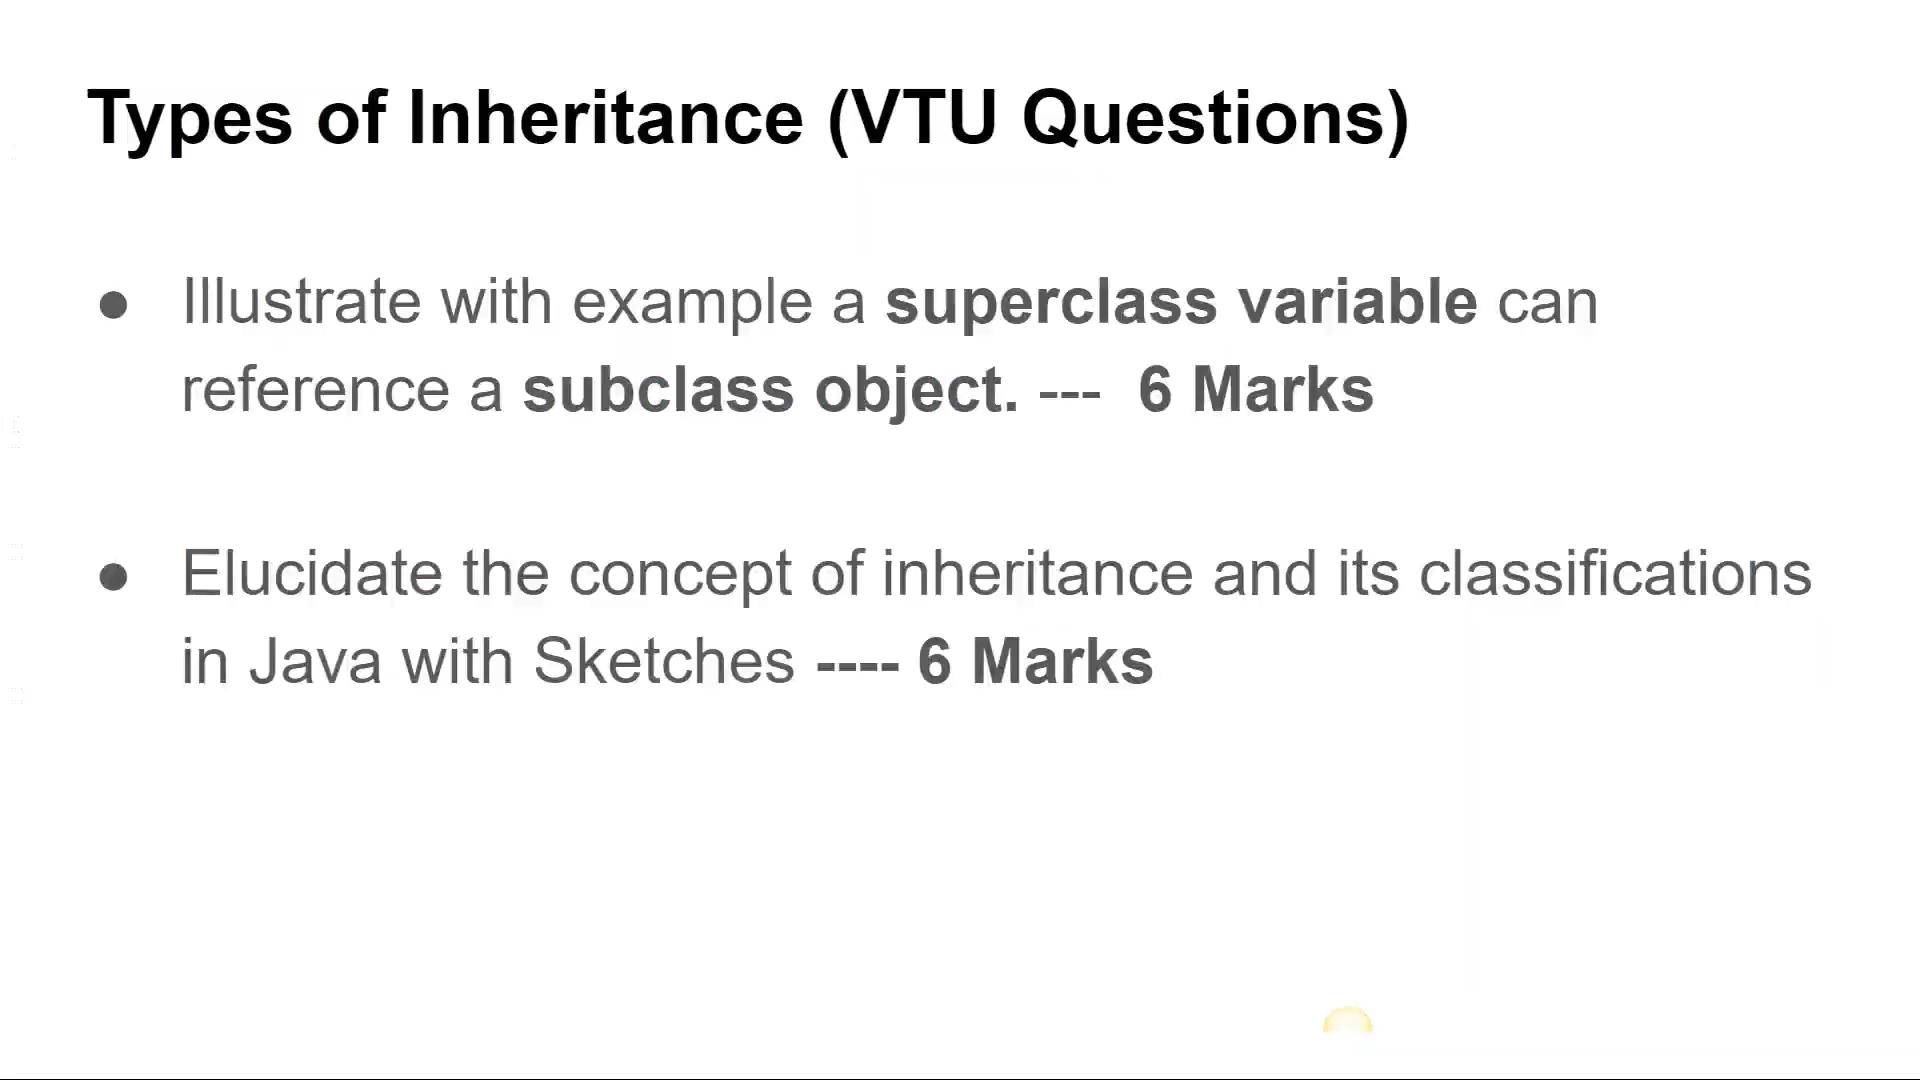 Types of Inheritance (VTU Questions)
● Illustrate with example a superclass variable can
reference a subclass object. --- 6 Marks
● Elucidate the concept of inheritance and its classifications
in Java with Sketches ---- 6 Marks